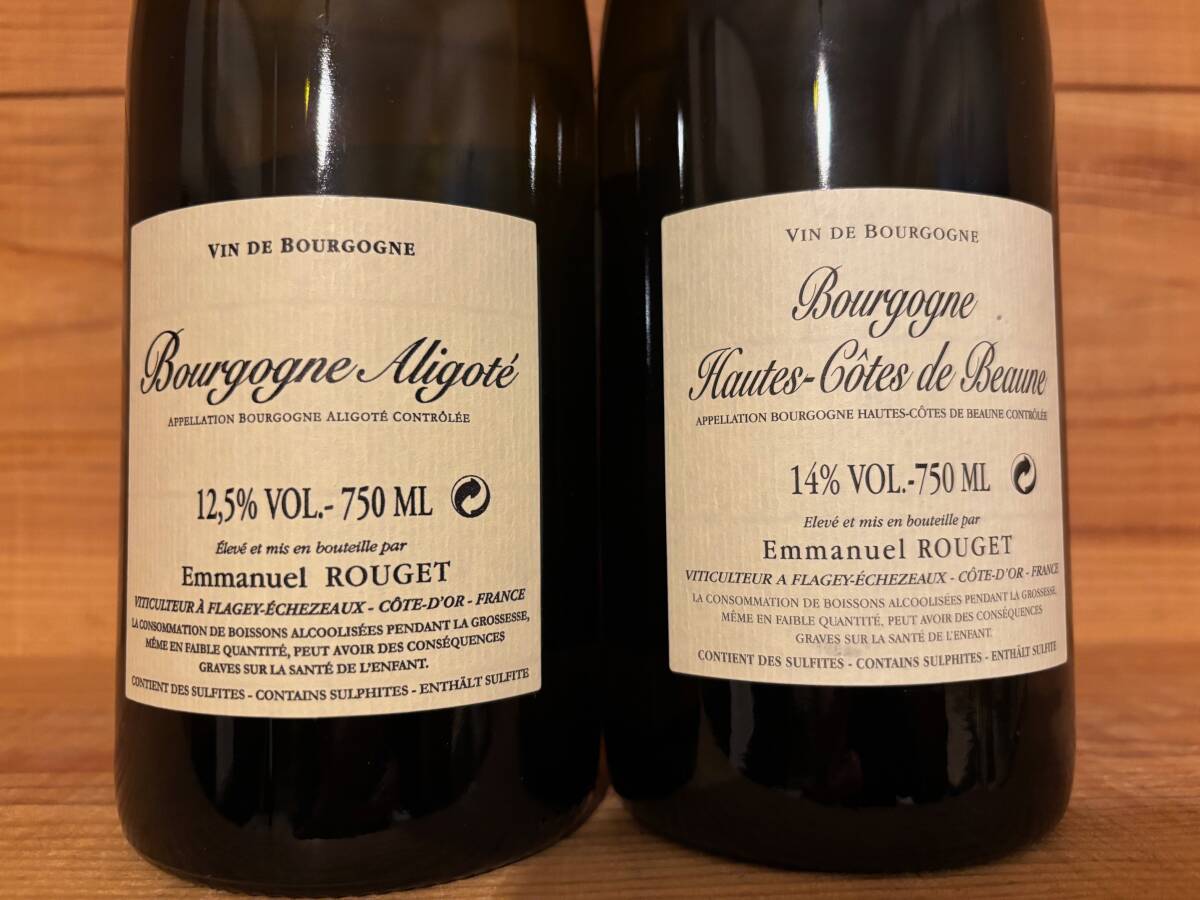 VIN DE BOURGOGNE
Bourgogne Aligoté
APPELLATION BOURGOGNE ALIGOTÉ CONTRÔLÉE
12,5% VOL.- 750 ML
Élevé et mis en bouteille par
Emmanuel ROUGET
VITICULTEUR À FLAGEY-ÉCHEZEAUX - CÔTE-D'OR - FRANCE
LA CONSOMMATION DE BOISSONS ALCOOLISÉES PENDANT LA GROSSESSE,
MÊME EN FAIBLE QUANTITÉ, PEUT AVOIR DES CONSÉQUENCES
GRAVES SUR LA SANTÉ DE L'ENFANT.
CONTIENT DES SULFITES - CONTAINS SULPHITES - ENTHÄLT SULFITE
VIN DE BOURGOGNE
Bourgogne
Hautes-Côtes de Beaune
APPELLATION BOURGOGNE HAUTES-CÔTES DE BEAUNE CONTRÔLÉE
14% VOL.-750 ML
Elevé et mis en bouteille par
Emmanuel ROUGET
VITICULTEUR A FLAGEY-ÉCHEZEAUX - CÔTE-D'OR - FRANCE
LA CONSOMMATION DE BOISSONS ALCOOLISÉES PENDANT LA GROSSESSE,
MÊME EN FAIBLE QUANTITÉ, PEUT AVOIR DES CONSÉQUENCES
GRAVES SUR LA SANTÉ DE L'ENFANT.
CONTIENT DES SULFITES - CONTAINS SULPHITES - ENTHÄLT SULFITE